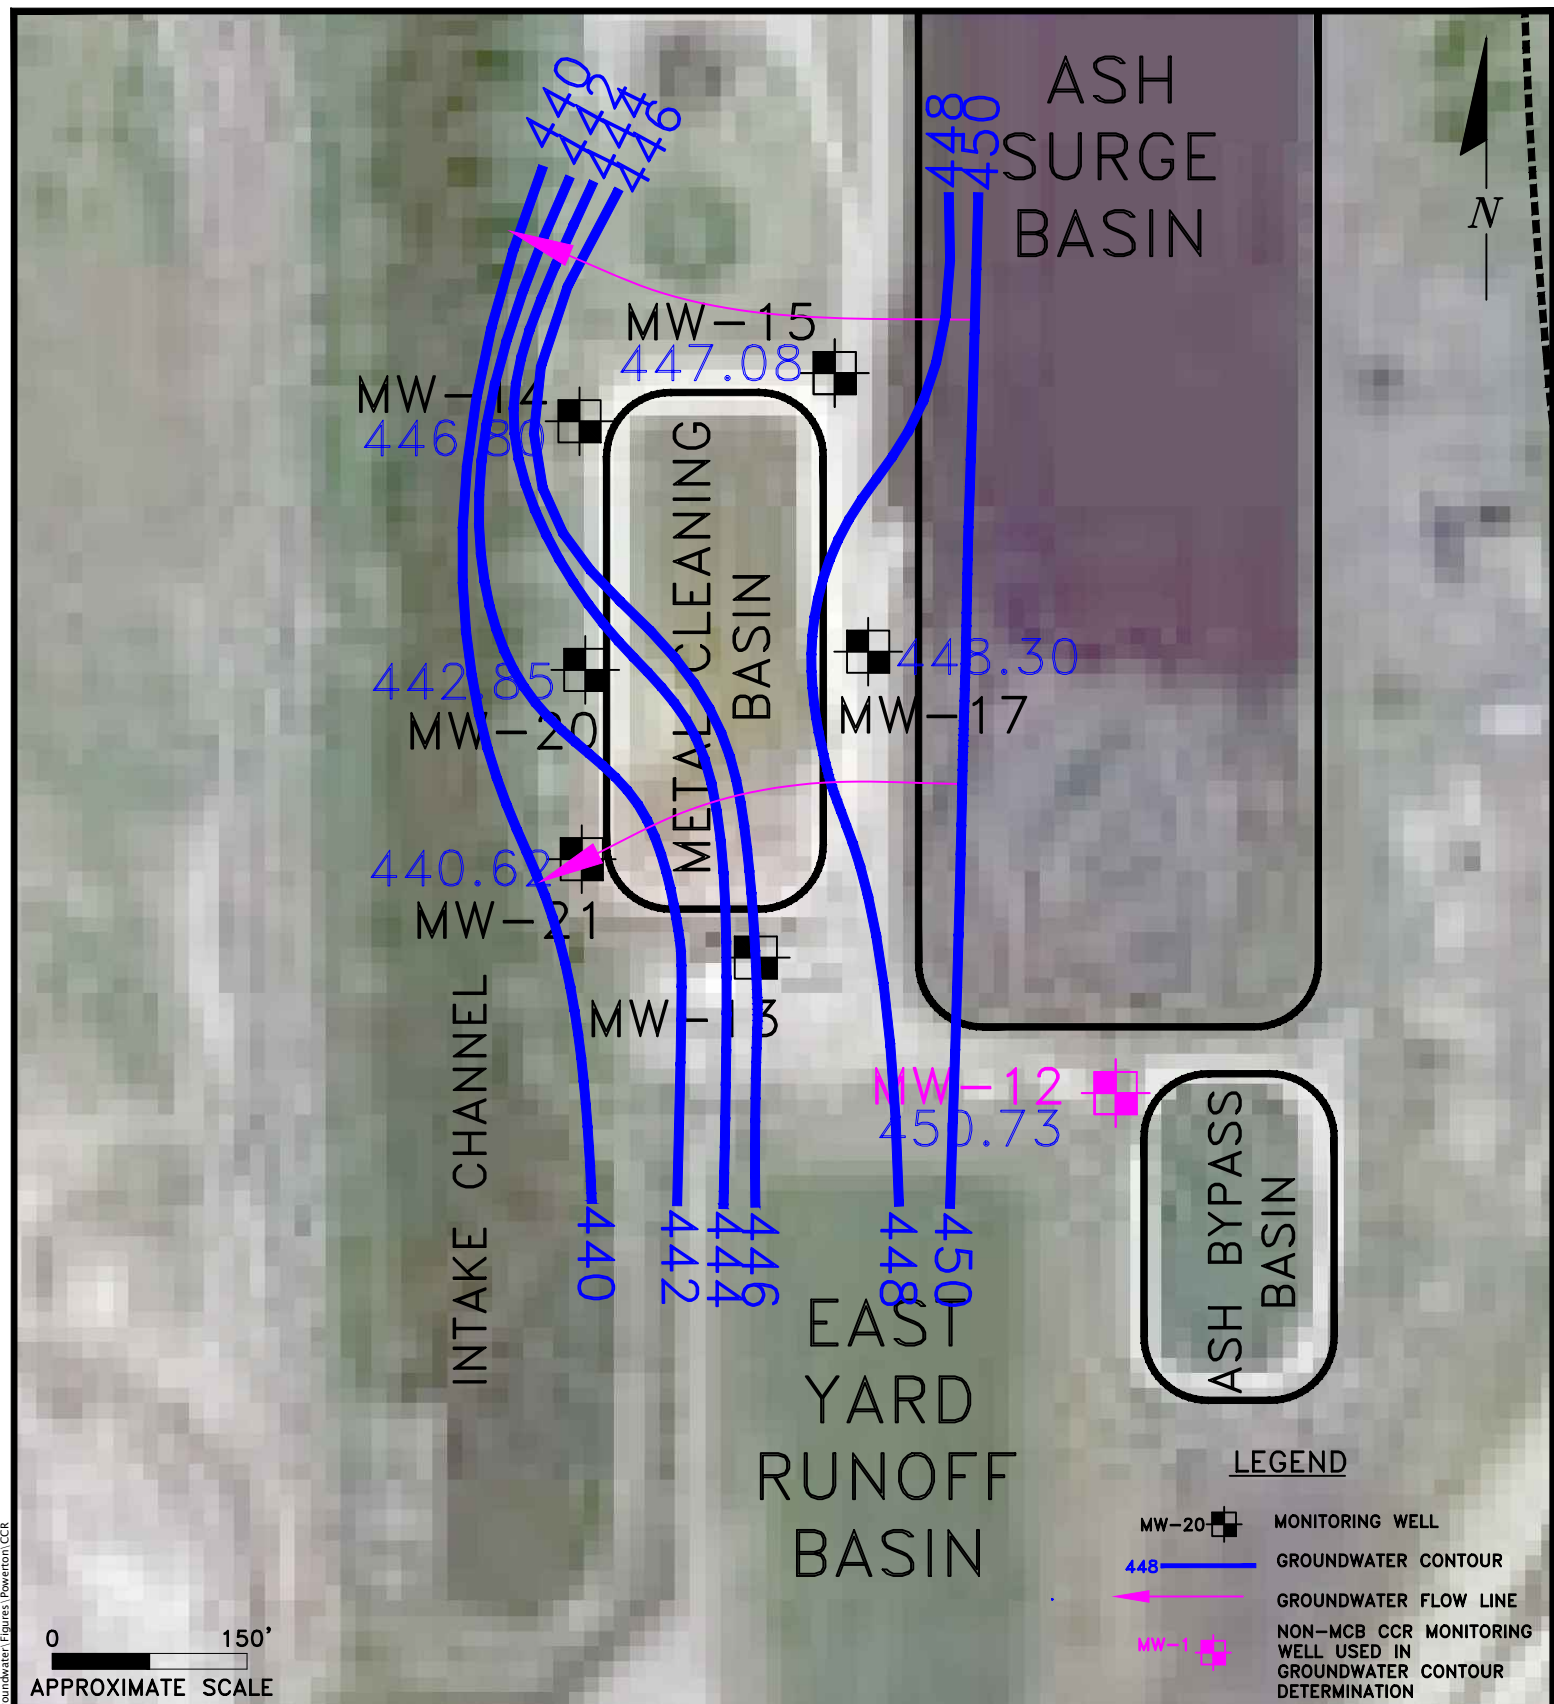 440
442
444
446
448
450
ASH
SURGE
BASIN
N
MW-15
447.08
MW-14
446.80
METAL CLEANING
BASIN
442.85
MW-20
448.30
MW-17
440.62
MW-21
MW-13
INTAKE CHANNEL
MW-12
450.73
ASH BYPASS
BASIN
440
442
444
446
448
450
EAST
YARD
RUNOFF
BASIN
LEGEND
MW-20
MONITORING WELL
448
GROUNDWATER CONTOUR
GROUNDWATER FLOW LINE
MW-1
NON-MCB CCR MONITORING
WELL USED IN
GROUNDWATER CONTOUR
DETERMINATION
0 150'
APPROXIMATE SCALE
oundwater\Figures\Powerton\CCR